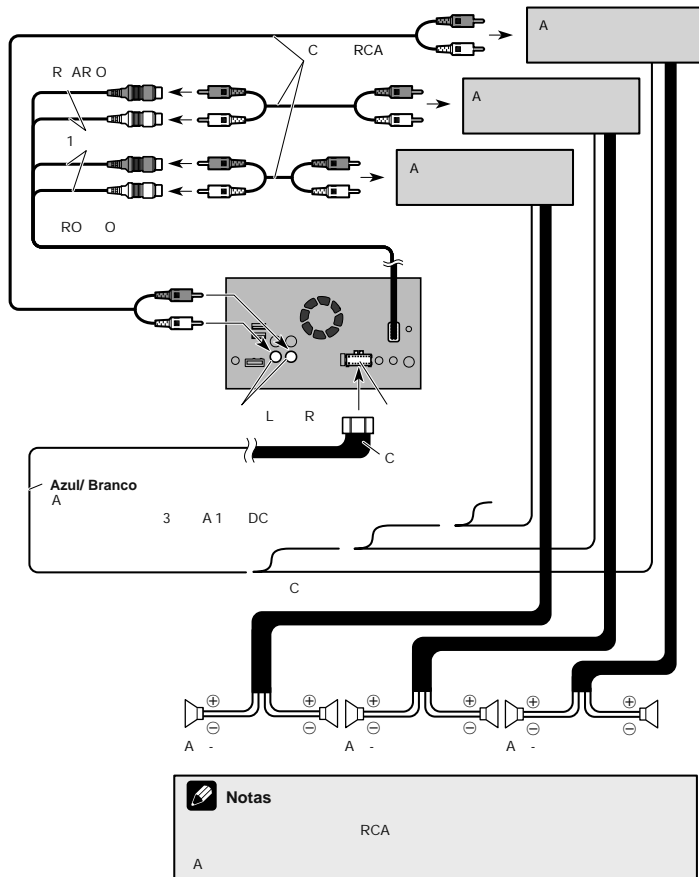 A
C RCA
R AR O
A
1
A
RO O
L R
C
Azul/ Branco
A
3 A 1 DC
C
A -
A -
A -
Notas
RCA
A